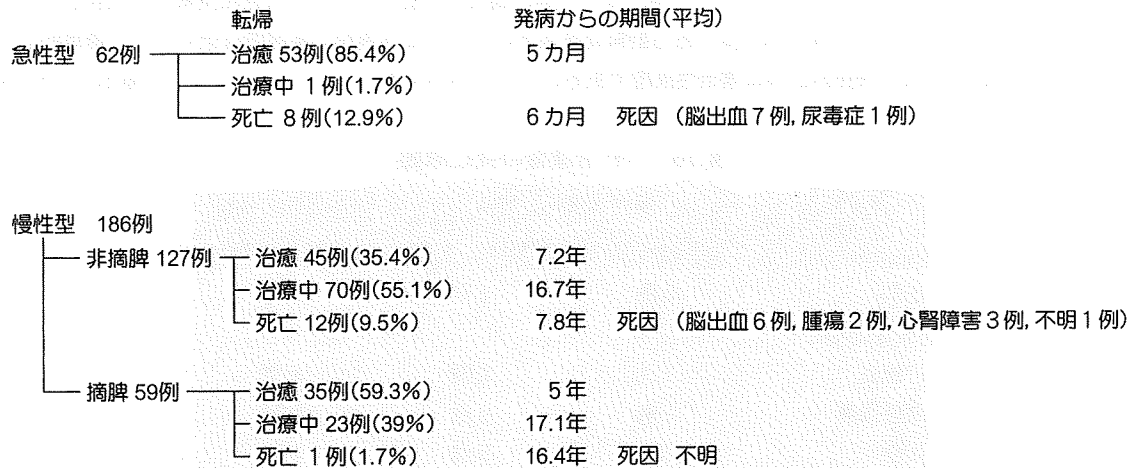 転帰 発病からの期間(平均)
急性型 62例 治癒 53例(85.4%) 5カ月
治療中 1例(1.7%)
死亡 8例(12.9%) 6カ月 死因 (脳出血7例, 尿毒症1例)
慢性型 186例
非摘脾 127例 治癒 45例(35.4%) 7.2年
治療中 70例(55.1%) 16.7年
死亡 12例(9.5%) 7.8年 死因 (脳出血6例, 腫瘍2例, 心腎障害3例, 不明1例)
摘脾 59例 治癒 35例(59.3%) 5年
治療中 23例(39%) 17.1年
死亡 1例(1.7%) 16.4年 死因 不明